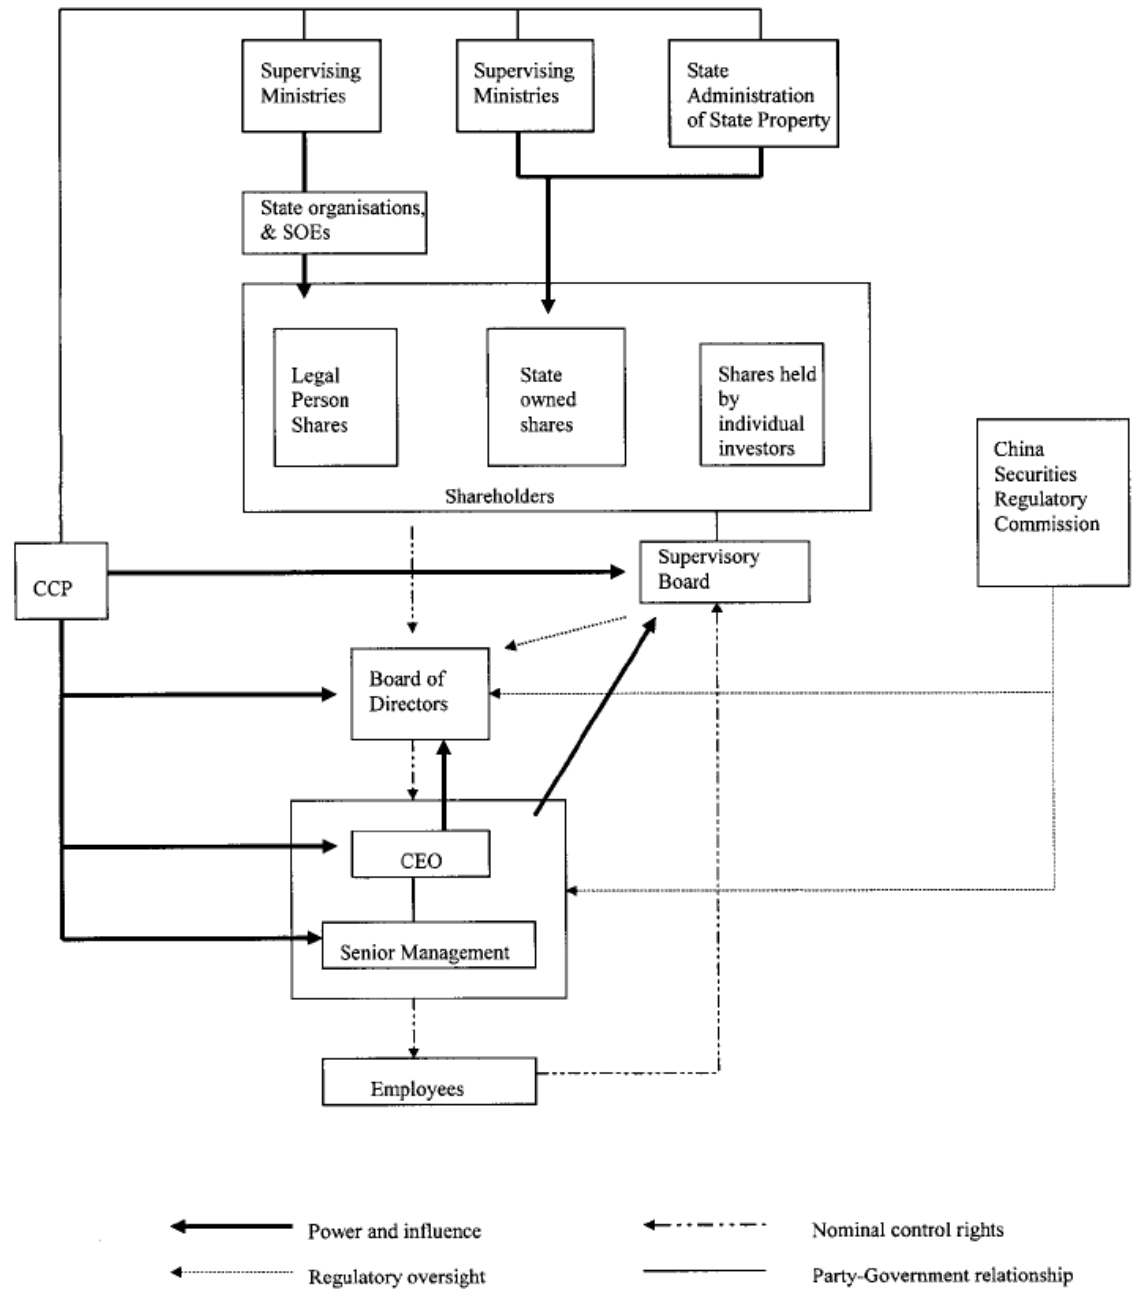 Supervising
Ministries
Supervising
Ministries
State
Administration
of State Property
State organisations,
& SOEs
Legal
Person
Shares
State
owned
shares
Shares held
by
individual
investors
Shareholders
China
Securities
Regulatory
Commission
CCP
Supervisory
Board
Board of
Directors
CEO
Senior Management
Employees
Power and influence
Nominal control rights
Regulatory oversight
Party-Government relationship